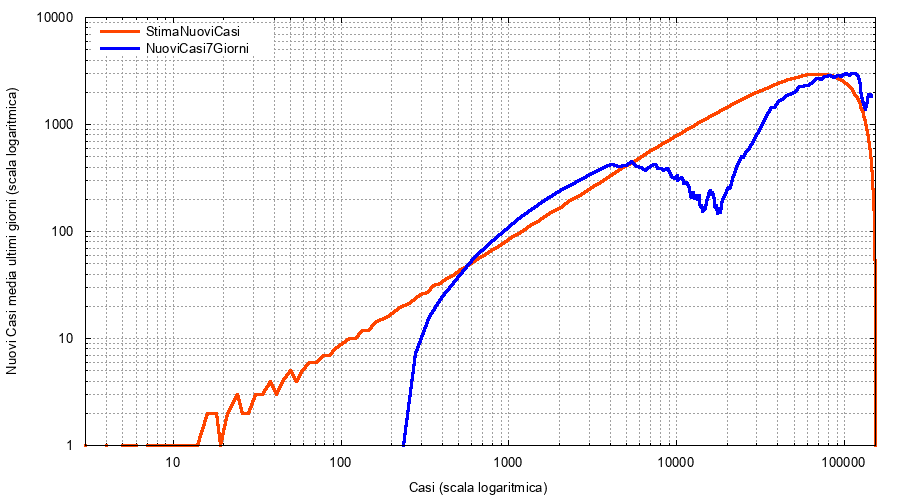 10000
StimaNuoviCasi
NuoviCasi7Giorni
1000
100
10
1
Nuovi Casi media ultimi giorni (scala logaritmica)
10 100 1000 10000 100000
Casi (scala logaritmica)